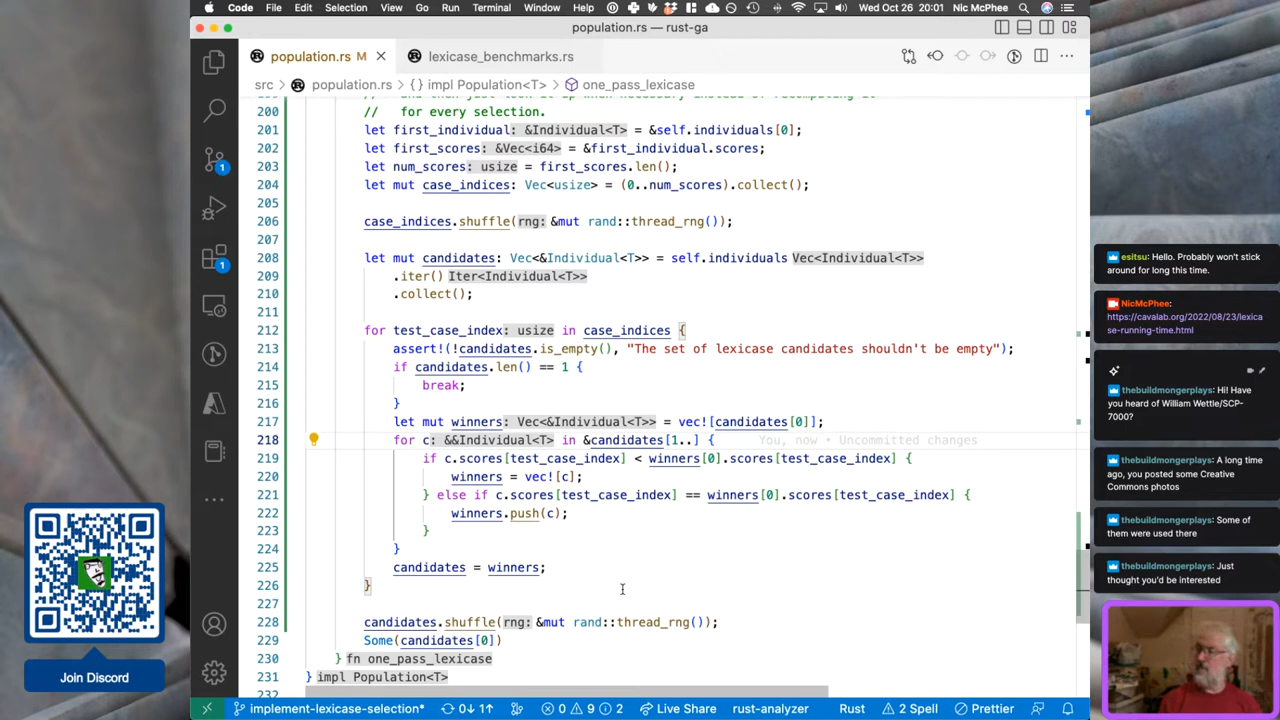 Code File Edit Selection View Go Run Terminal Window Help Wed Oct 26 20:01 Nic McPhee
population.rs — rust-ga
population.rs M
lexicase_benchmarks.rs
src > population.rs > {} impl Population<T> > one_pass_lexicase
200 // for every selection.
201 let first_individual: &Individual<T> = &self.individuals[0];
202 let first_scores: &Vec<i64> = &first_individual.scores;
203 let num_scores: usize = first_scores.len();
204 let mut case_indices: Vec<usize> = (0..num_scores).collect();
205
206 case_indices.shuffle(rng: &mut rand::thread_rng());
207
208 let mut candidates: Vec<&Individual<T>> = self.individuals Vec<Individual<T>>
209 .iter() Iter<Individual<T>>
210 .collect();
211
212 for test_case_index: usize in case_indices {
213 assert!(!candidates.is_empty(), "The set of lexicase candidates shouldn't be empty");
214 if candidates.len() == 1 {
215 break;
216 }
217 let mut winners: Vec<&Individual<T>> = vec![candidates[0]];
218 for c: &&Individual<T> in &candidates[1..] { You, now • Uncommitted changes
219 if c.scores[test_case_index] < winners[0].scores[test_case_index] {
220 winners = vec![c];
221 } else if c.scores[test_case_index] == winners[0].scores[test_case_index] {
222 winners.push(c);
223 }
224 }
225 candidates = winners;
226 }
227
228 candidates.shuffle(rng: &mut rand::thread_rng());
229 Some(candidates[0])
230 } fn one_pass_lexicase
231 } impl Population<T>
232
1
1
implement-lexicase-selection* 0↓ 1↑ 0 9 2 Live Share rust-analyzer Rust 2 Spell Prettier
Join Discord
esitsu: Hello. Probably won't stick
around for long this time.
NicMcPhee:
https://cavalab.org/2022/08/23/lexica
se-running-time.html
thebuildmongerplays: Hi! Have
you heard of William Wettle/SCP-
7000?
thebuildmongerplays: A long time
ago, you posted some Creative
Commons photos
thebuildmongerplays: Some of
them were used there
thebuildmongerplays: Just
thought you'd be interested